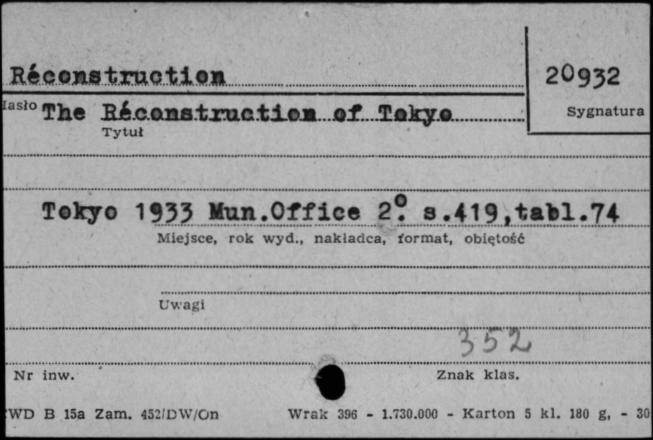 Réconstruction
20932
Hasło The Réconstruction of Tokyo
Sygnatura
Tytuł
Tokyo 1933 Mun.Office 2º. s.419,tabl.74
Miejsce, rok wyd., nakładca, format, objętość
Uwagi
352
Nr inw.
Znak klas.
WD B 15a Zam. 452/DW/On Wrak 396 - 1.730.000 - Karton 5 kl. 180 g, - 30